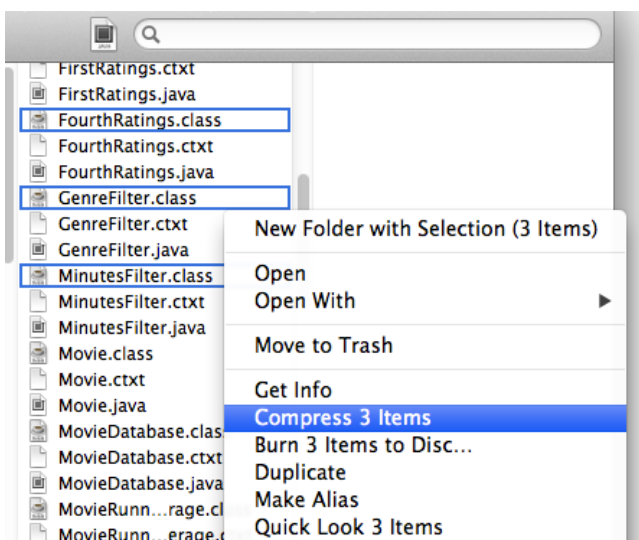 FirstRatings.ctxt
FirstRatings.java
FourthRatings.class
FourthRatings.ctxt
FourthRatings.java
GenreFilter.class
GenreFilter.ctxt
GenreFilter.java
MinutesFilter.class
MinutesFilter.ctxt
MinutesFilter.java
Movie.class
Movie.ctxt
Movie.java
MovieDatabase.clas
MovieDatabase.ctxt
MovieDatabase.java
MovieRunn...rage.cl
MovieRunn...erage.c
New Folder with Selection (3 Items)
Open
Open With
Move to Trash
Get Info
Compress 3 Items
Burn 3 Items to Disc...
Duplicate
Make Alias
Quick Look 3 Items